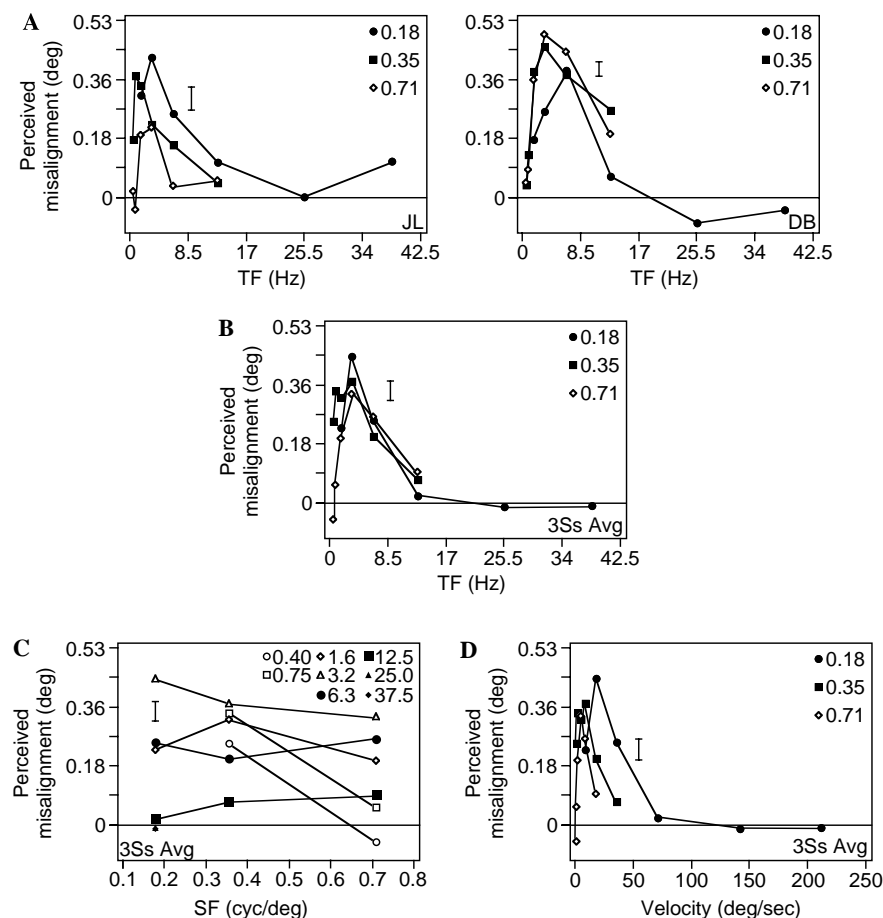 A
Perceived
misalignment (deg)
0.53
0.36
0.18
0
0.18
0.35
0.71
JL
0 8.5 17 25.5 34 42.5
TF (Hz)
0.53
0.36
0.18
0
0.18
0.35
0.71
DB
0 8.5 17 25.5 34 42.5
TF (Hz)
B
Perceived
misalignment (deg)
0.53
0.36
0.18
0
0.18
0.35
0.71
3Ss Avg
0 8.5 17 25.5 34 42.5
TF (Hz)
C
Perceived
misalignment (deg)
0.53
0.36
0.18
0
0.40 1.6 12.5
0.75 3.2 25.0
6.3 37.5
3Ss Avg
0.1 0.2 0.3 0.4 0.5 0.6 0.7 0.8
SF (cyc/deg)
D
Perceived
misalignment (deg)
0.53
0.36
0.18
0
0.18
0.35
0.71
3Ss Avg
0 50 100 150 200 250
Velocity (deg/sec)